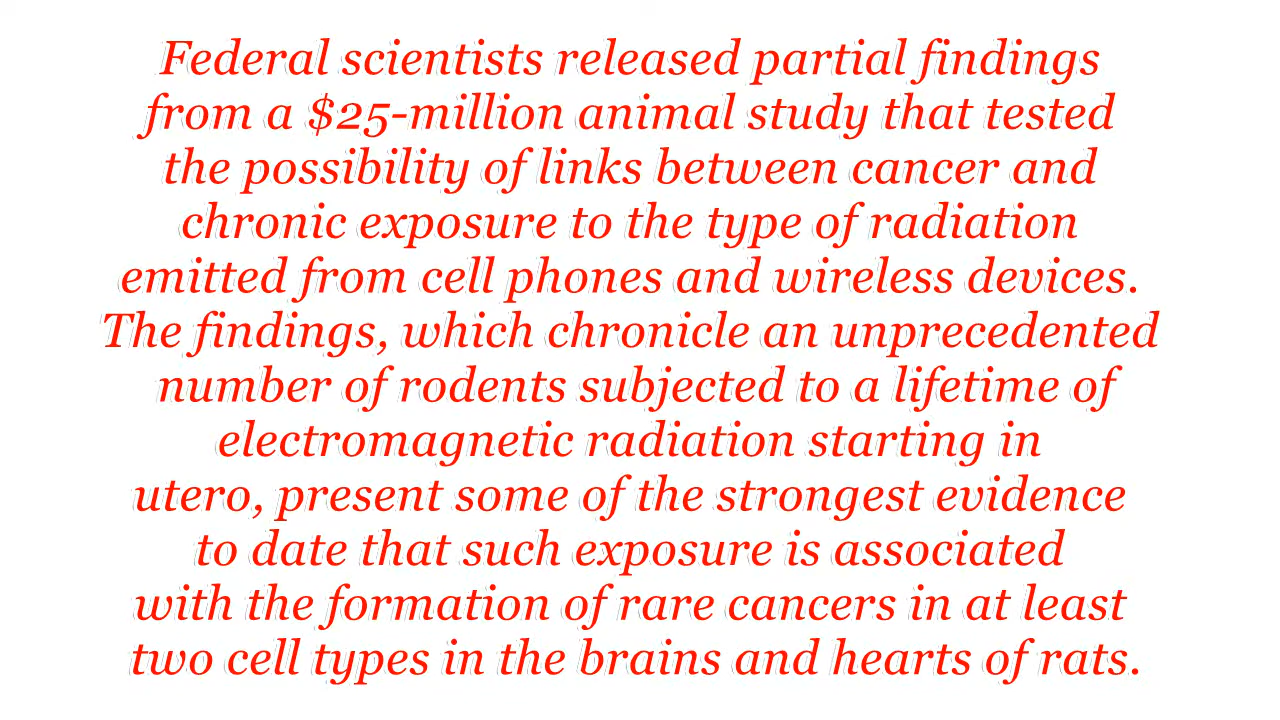 Federal scientists released partial findings
from a $25-million animal study that tested
the possibility of links between cancer and
chronic exposure to the type of radiation
emitted from cell phones and wireless devices.
The findings, which chronicle an unprecedented
number of rodents subjected to a lifetime of
electromagnetic radiation starting in
utero, present some of the strongest evidence
to date that such exposure is associated
with the formation of rare cancers in at least
two cell types in the brains and hearts of rats.